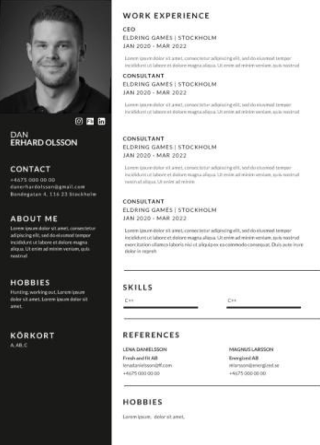 DAN
ERHARD OLSSON
CONTACT
+4675 000 00 00
danerhardolsson@gmail.com
Bondegatan 4, 116 23 Stockholm
ABOUT ME
Lorem ipsum dolor sit amet, consectetur
adipiscing elit, sed do eiusmod tempor
incididunt ut labore et dolore magna
aliqua. Ut enim ad minim veniam, quis
nostrud
HOBBIES
Hunting, working out, Lorem ipsum
dolor sit amet, Lorem ipsum dolor sit
amet.
KÖRKORT
A, AB, C
WORK EXPERIENCE
CEO
ELDRING GAMES | STOCKHOLM
JAN 2020 - MAR 2022
Lorem ipsum dolor sit amet, consectetur adipiscing elit, sed do eiusmod tempor
incididunt ut labore et dolore magna aliqua. Ut enim ad minim veniam, quis nostrud
CONSULTANT
ELDRING GAMES | STOCKHOLM
JAN 2020 - MAR 2022
Lorem ipsum dolor sit amet, consectetur adipiscing elit, sed do eiusmod tempor
incididunt ut labore et dolore magna aliqua. Ut enim ad minim veniam, quis nostrud
CONSULTANT
ELDRING GAMES | STOCKHOLM
JAN 2020 - MAR 2022
Lorem ipsum dolor sit amet, consectetur adipiscing elit, sed do eiusmod tempor
incididunt ut labore et dolore magna aliqua. Ut enim ad minim veniam, quis nostrud
incididunt ut enim ad minim
CONSULTANT
ELDRING GAMES | STOCKHOLM
JAN 2020 - MAR 2022
Lorem ipsum dolor sit amet, consectetur adipiscing elit, sed do eiusmod tempor
incididunt ut labore et dolore magna aliqua. Ut enim ad minim veniam, quis nostrud
exercitation ullamco laboris nisi ut aliquip ex ea commodo consequat. Duis aute irure
dolor in
SKILLS
C++
C++
REFERENCES
LENA DANIELSSON
Fresh and fit AB
lenadanielsson@ff.com
+4675 000 00 00
MAGNUS LARSSON
Energized AB
mlarsson@energized.se
+4675 000 00 00
HOBBIES
Lorem ipsum, dolor sit amet.